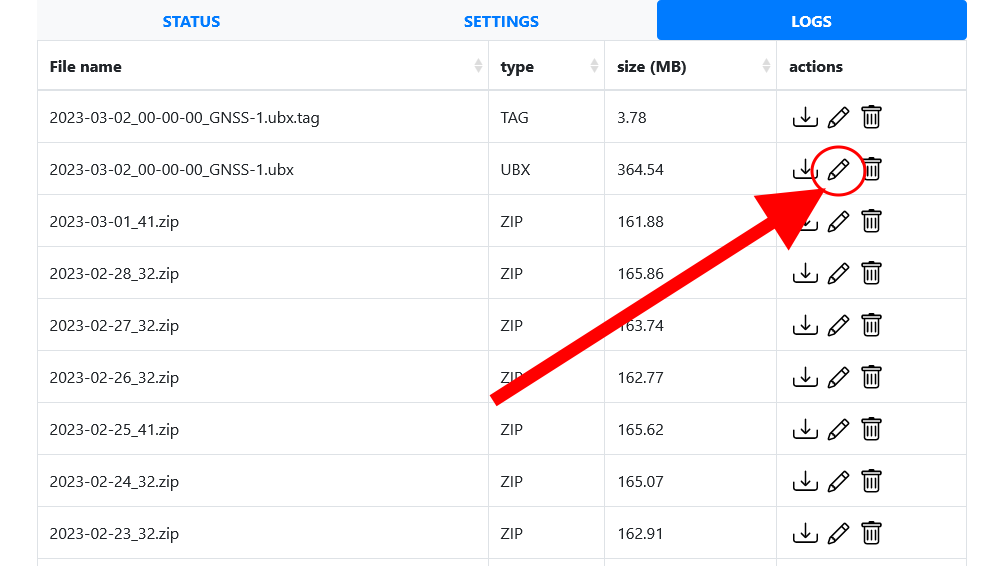 STATUS SETTINGS LOGS
File name type size (MB) actions
2023-03-02_00-00-00_GNSS-1.ubx.tag TAG 3.78
2023-03-02_00-00-00_GNSS-1.ubx UBX 364.54
2023-03-01_41.zip ZIP 161.88
2023-02-28_32.zip ZIP 165.86
2023-02-27_32.zip ZIP 163.74
2023-02-26_32.zip ZIP 162.77
2023-02-25_41.zip ZIP 165.62
2023-02-24_32.zip ZIP 165.07
2023-02-23_32.zip ZIP 162.91